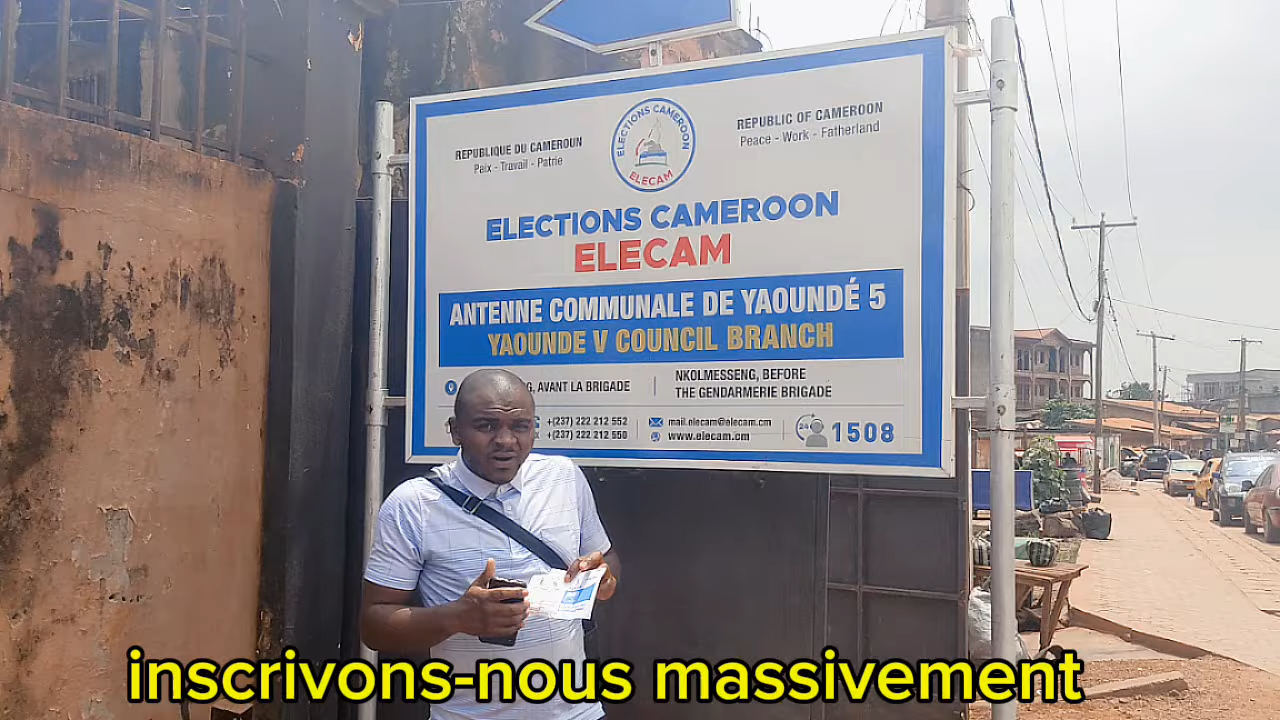 REPUBLIQUE DU CAMEROUN
Paix - Travail - Patrie
ELECTIONS CAMEROON
ELECAM
REPUBLIC OF CAMEROON
Peace - Work - Fatherland
ELECTIONS CAMEROON
ELECAM
ANTENNE COMMUNALE DE YAOUNDÉ 5
YAOUNDE V COUNCIL BRANCH
, AVANT LA BRIGADE
NKOLMESSENG, BEFORE
THE GENDARMERIE BRIGADE
+(237) 222 212 552
+(237) 222 212 550
mail.elecam@elecam.cm
www.elecam.cm
24
1508
inscrivons-nous massivement